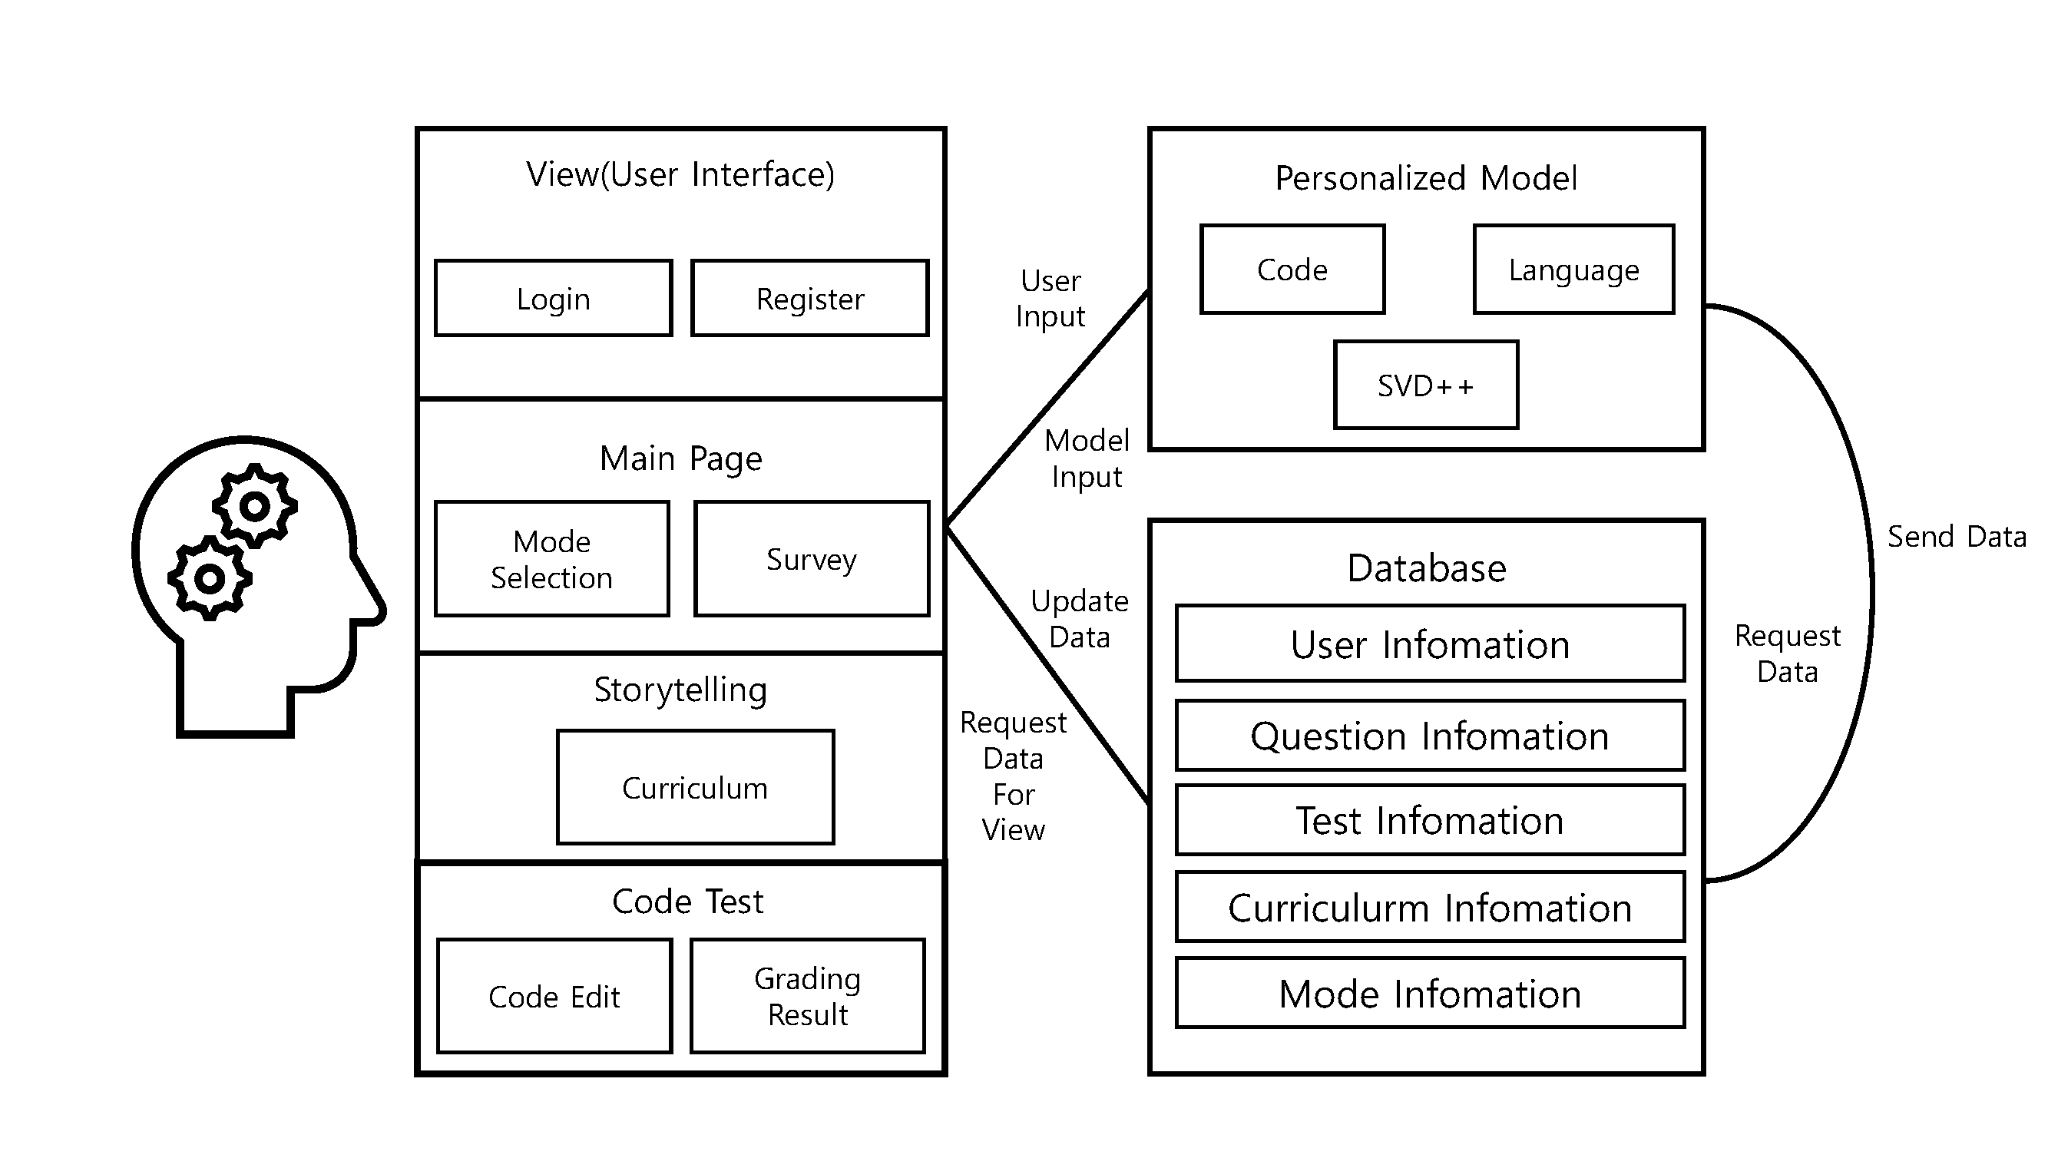 View(User Interface)
Login
Register
Main Page
Mode
Selection
Survey
Storytelling
Curriculum
Code Test
Code Edit
Grading
Result
User
Input
Model
Input
Update
Data
Request
Data
For
View
Personalized Model
Code
Language
SVD++
Database
User Infomation
Question Infomation
Test Infomation
Curriculurm Infomation
Mode Infomation
Send Data
Request
Data